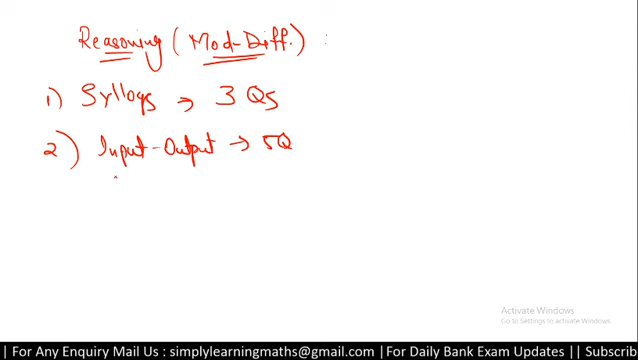 Reasoning (Mod-Diff.) :
1) Syllogs → 3 Qs
2) Input-Output → 5Q
Activate Windows
Go to Settings to activate Windows.
| For Any Enquiry Mail Us : simplylearningmaths@gmail.com |For Daily Bank Exam Updates || Subscrib